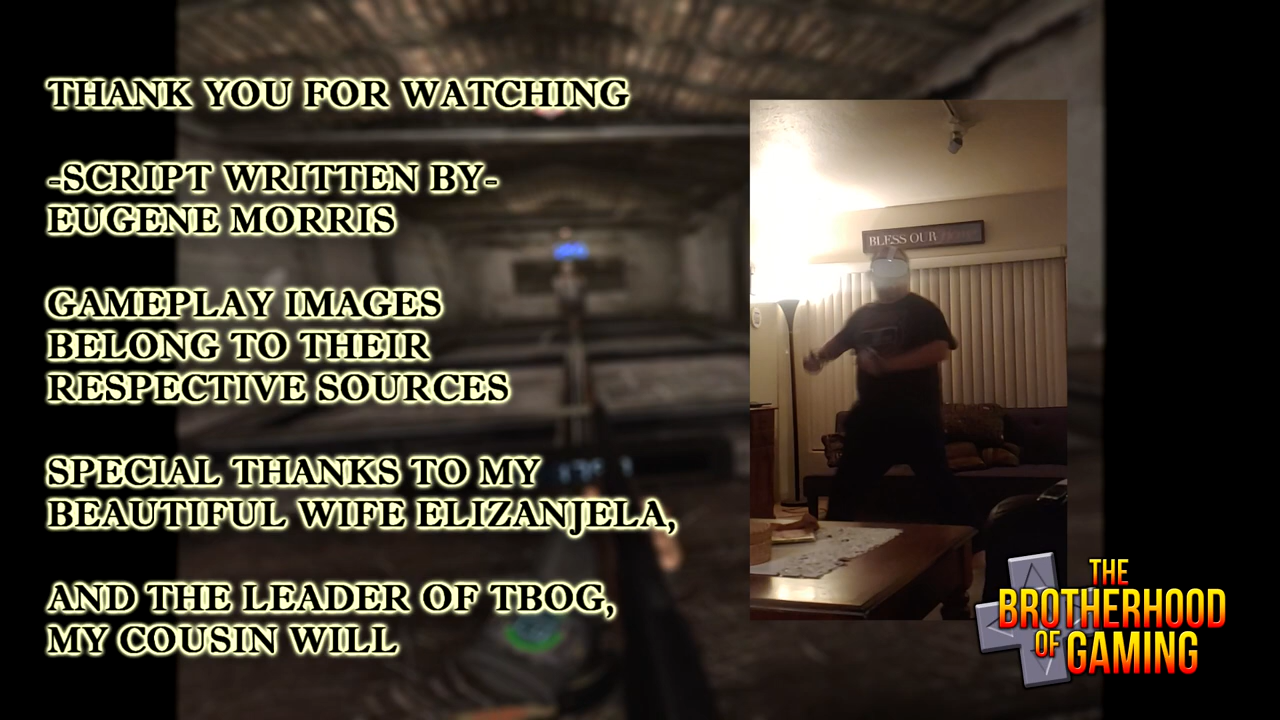 THANK YOU FOR WATCHING
-SCRIPT WRITTEN BY-
EUGENE MORRIS
GAMEPLAY IMAGES
BELONG TO THEIR
RESPECTIVE SOURCES
SPECIAL THANKS TO MY
BEAUTIFUL WIFE ELIZANJELA,
AND THE LEADER OF TBOG,
MY COUSIN WILL
BLESS OUR
THE
BROTHERHOOD
OF GAMING